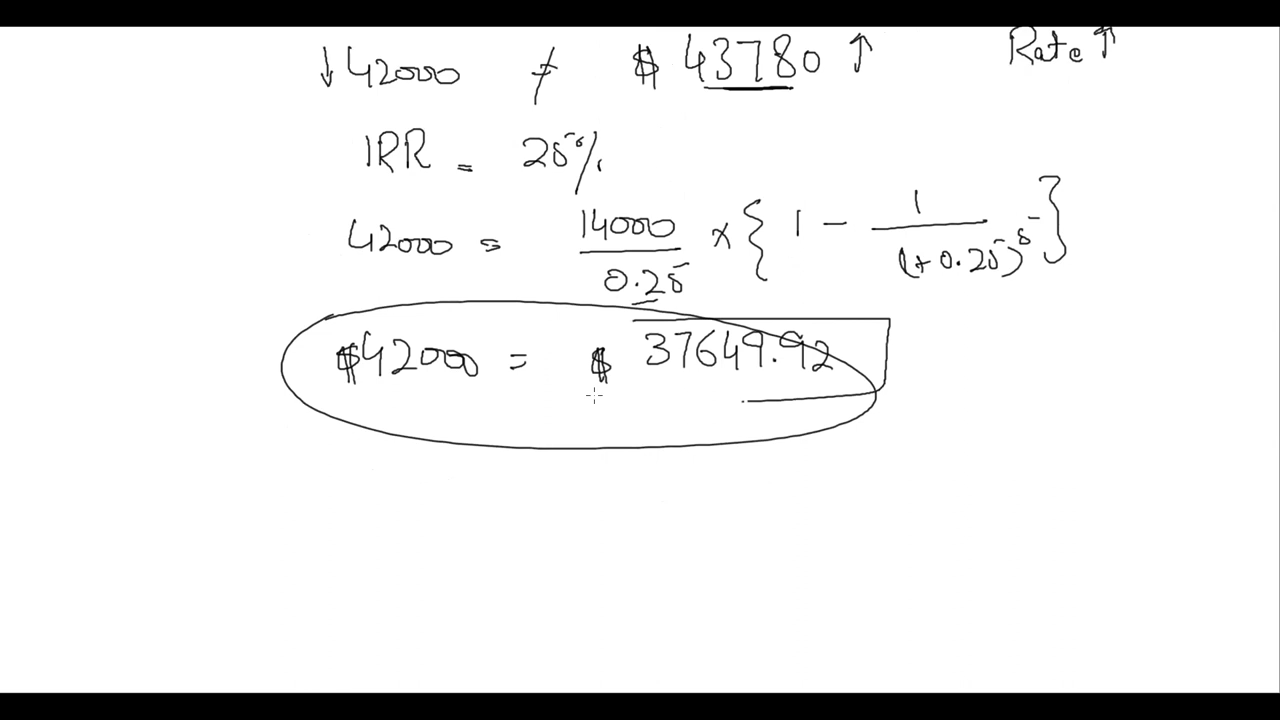 ↓ 42000 ≠ $ 43780 ↑ Rate ↑
IRR = 25%
42000 = 14000/0.25 × { 1 - 1/(1+0.25)^5 }
$42000 = $ 37649.92